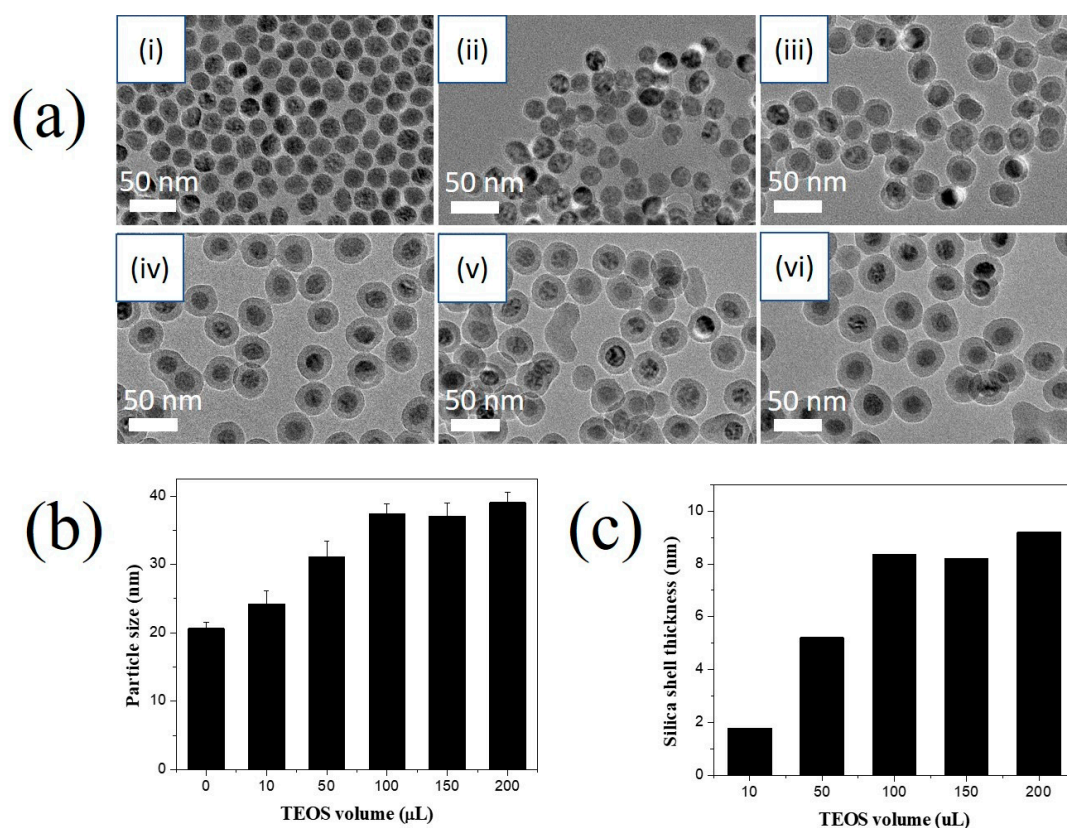 (a)
(i)
(ii)
(iii)
50 nm
50 nm
50 nm
(iv)
(v)
(vi)
50 nm
50 nm
50 nm
(b)
Particle size (nm)
40
30
20
10
0
0 10 50 100 150 200
TEOS volume (μL)
(c)
Silica shell thickness (nm)
10
8
6
4
2
0
10 50 100 150 200
TEOS volume (uL)